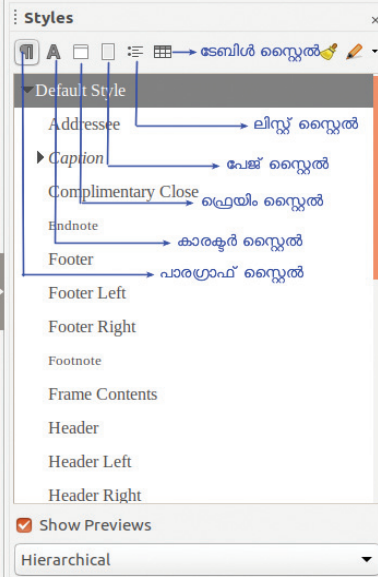 Styles
ടേബിൾ സ്റ്റൈൽ
Default Style
Addressee
ലിസ്റ്റ് സ്റ്റൈൽ
Caption
പേജ് സ്റ്റൈൽ
Complimentary Close
ഫ്രെയിം സ്റ്റൈൽ
Endnote
കാരക്ടർ സ്റ്റൈൽ
Footer
പാരഗ്രാഫ് സ്റ്റൈൽ
Footer Left
Footer Right
Footnote
Frame Contents
Header
Header Left
Header Right
Show Previews
Hierarchical